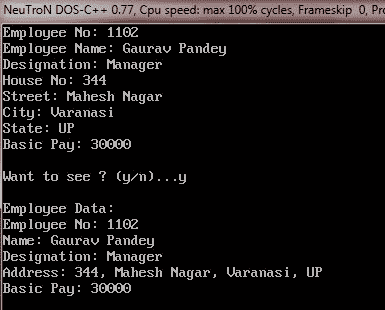 NeuTroN DOS-C++ 0.77, Cpu speed: max 100% cycles, Frameskip 0, Pro
Employee No: 1102
Employee Name: Gaurav Pandey
Designation: Manager
House No: 344
Street: Mahesh Nagar
City: Varanasi
State: UP
Basic Pay: 30000
Want to see ? (y/n)...y
Employee Data:
Employee No: 1102
Name: Gaurav Pandey
Designation: Manager
Address: 344, Mahesh Nagar, Varanasi, UP
Basic Pay: 30000